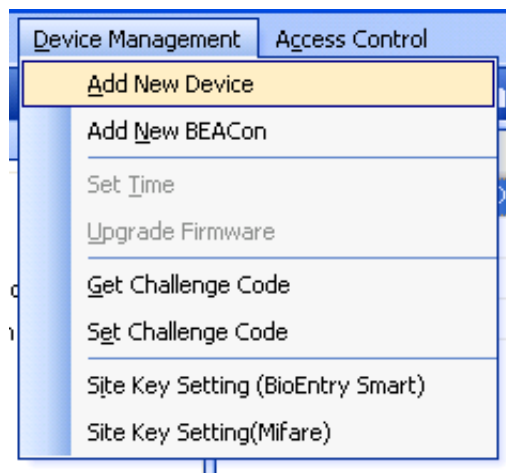 Device Management Access Control
Add New Device
Add New BEACon
Set Time
Upgrade Firmware
Get Challenge Code
Set Challenge Code
Site Key Setting (BioEntry Smart)
Site Key Setting(Mifare)